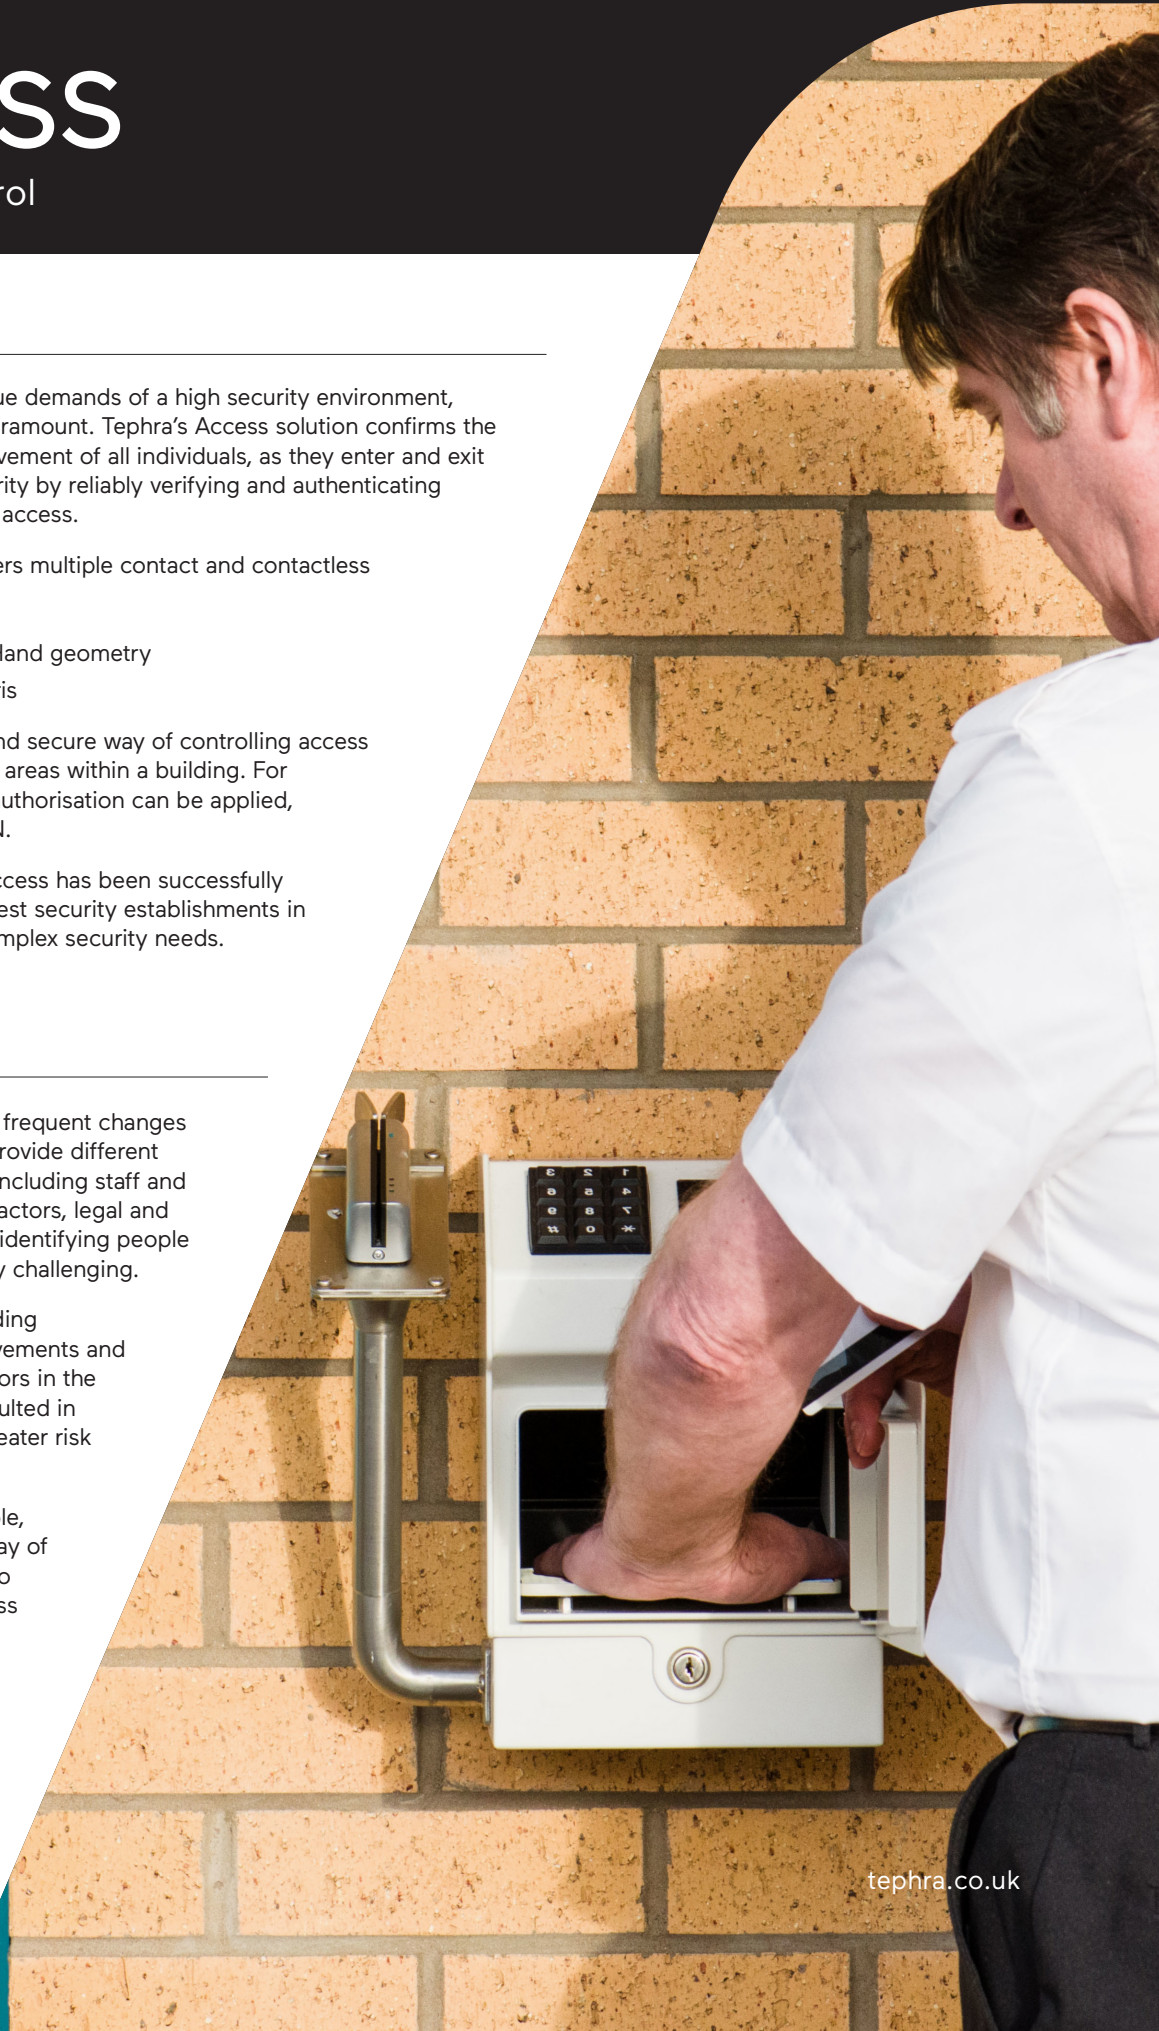 ss
rol
ue demands of a high security environment,
ramount. Tephra’s Access solution confirms the
vement of all individuals, as they enter and exit
rity by reliably verifying and authenticating
access.
ers multiple contact and contactless
Hand geometry
is
nd secure way of controlling access
areas within a building. For
uthorisation can be applied,
ccess has been successfully
est security establishments in
mplex security needs.
frequent changes
rovide different
ncluding staff and
actors, legal and
identifying people
y challenging.
ding
vements and
ors in the
ulted in
eater risk
le,
ay of
o
ss
1 2 3
4 5 6
7 8 9
* 0 #
tephra.co.uk